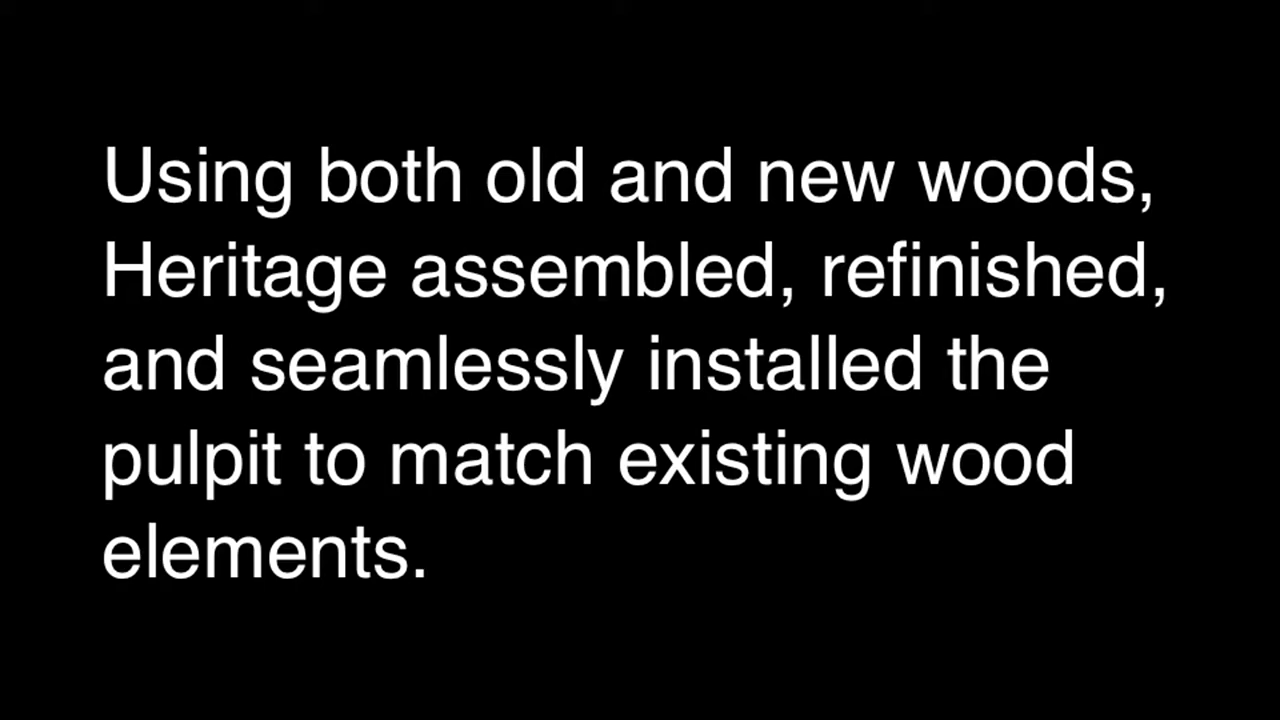 Using both old and new woods,
Heritage assembled, refinished,
and seamlessly installed the
pulpit to match existing wood
elements.